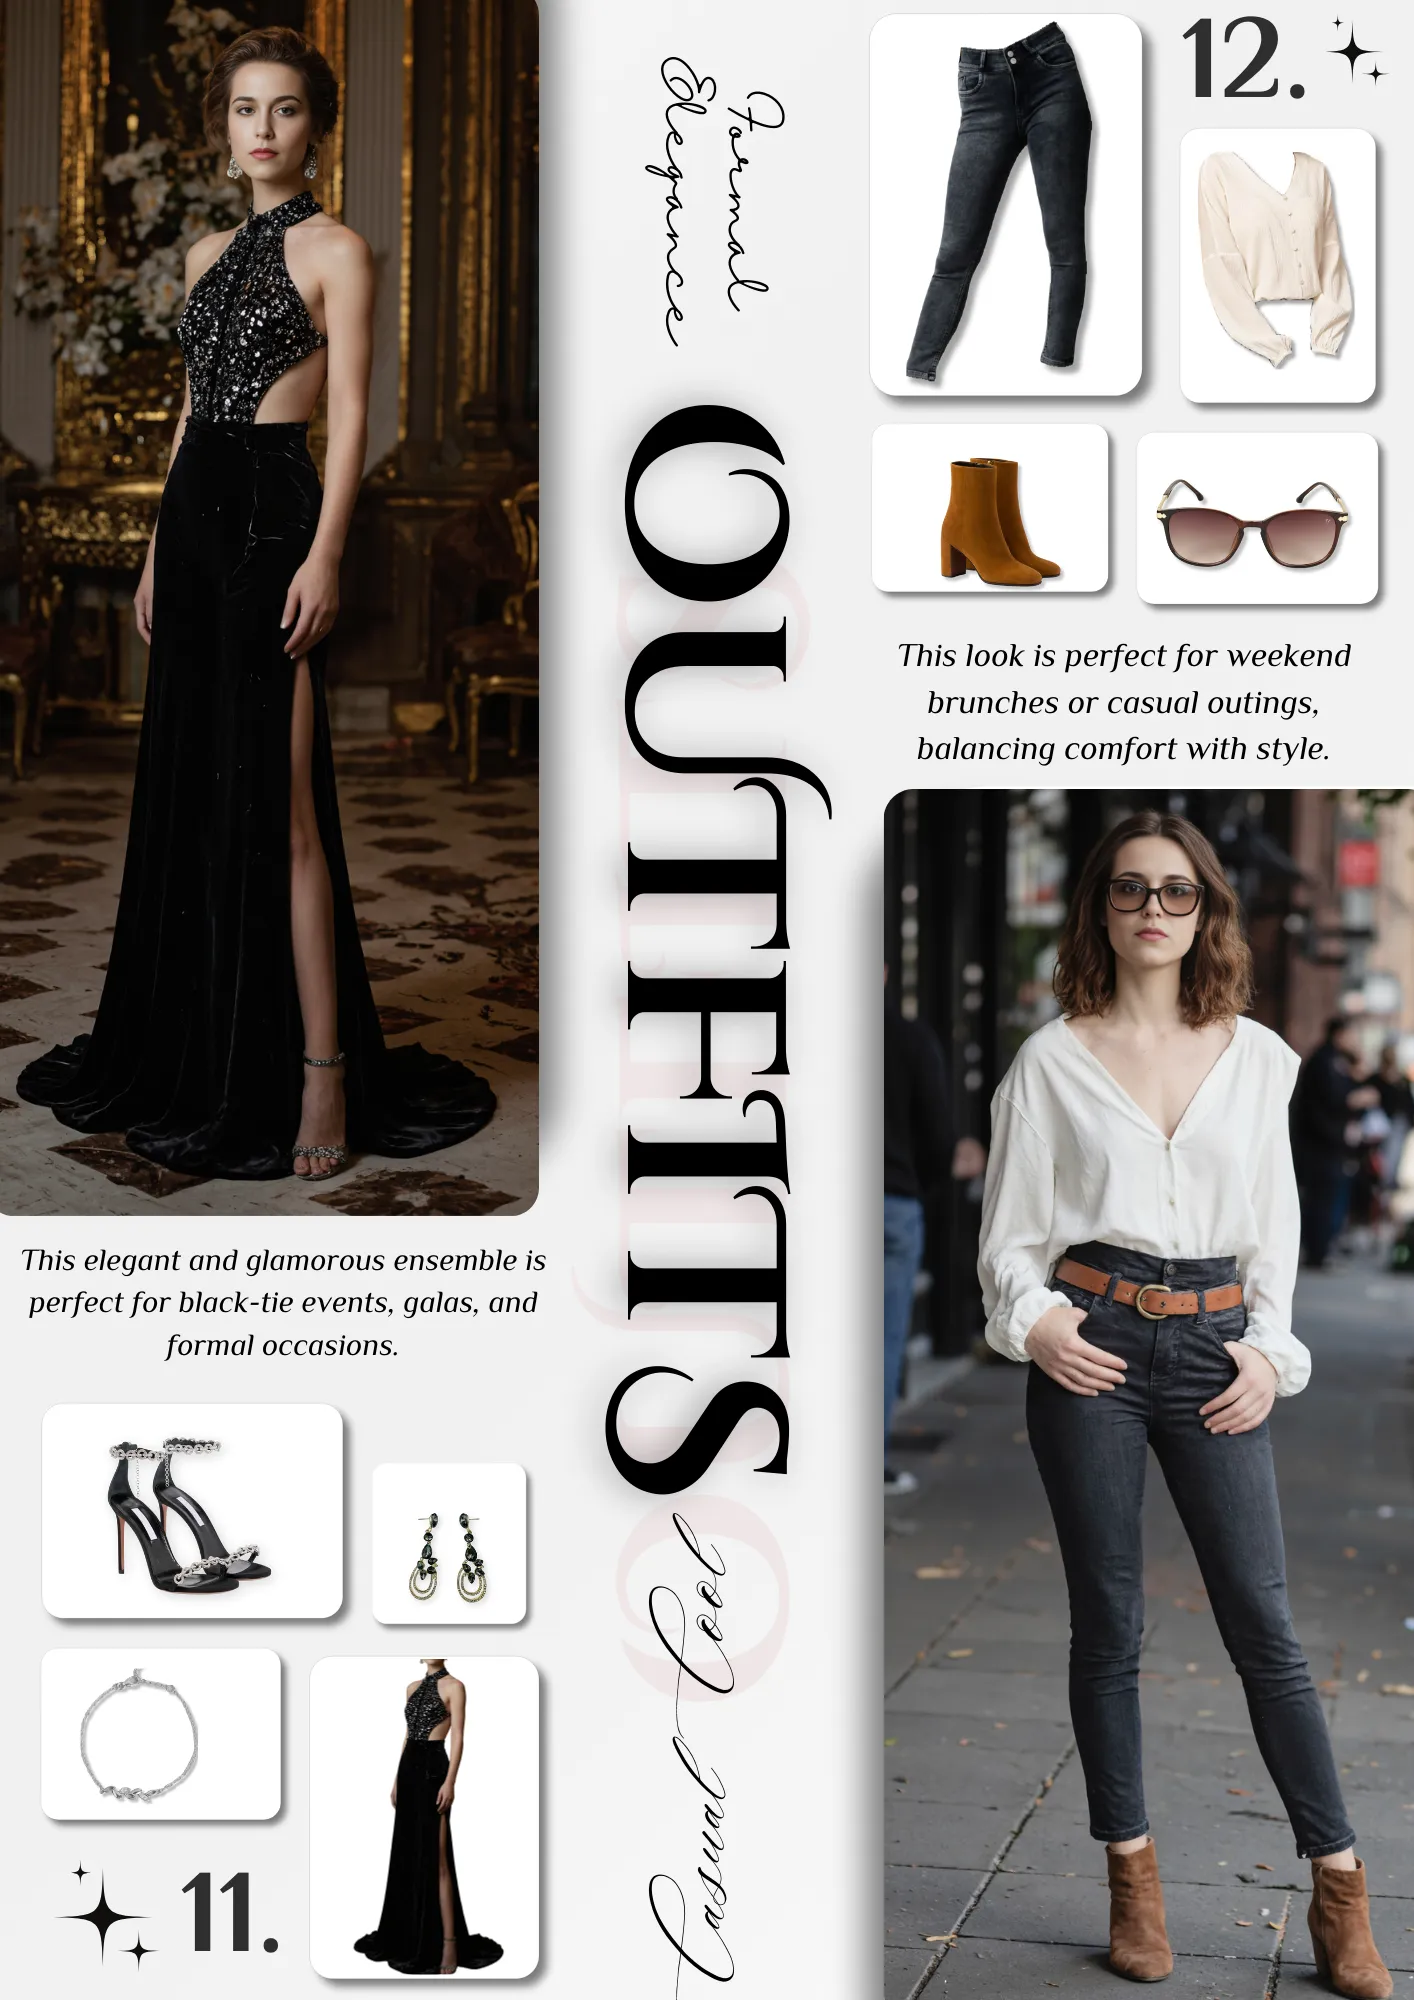 Formal
Elegance
OUTFITS
Casual Cool
12.
This look is perfect for weekend
brunches or casual outings,
balancing comfort with style.
This elegant and glamorous ensemble is
perfect for black-tie events, galas, and
formal occasions.
11.